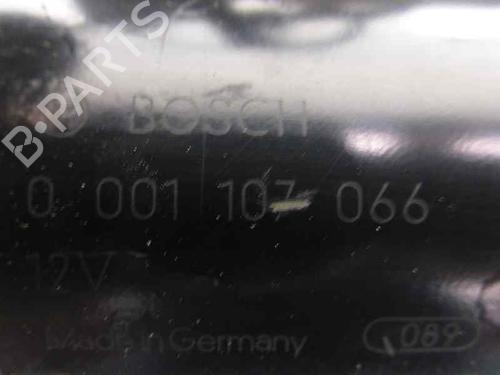 B-PARTS
BOSCH
0 001 107 066
12V
Made in Germany
089